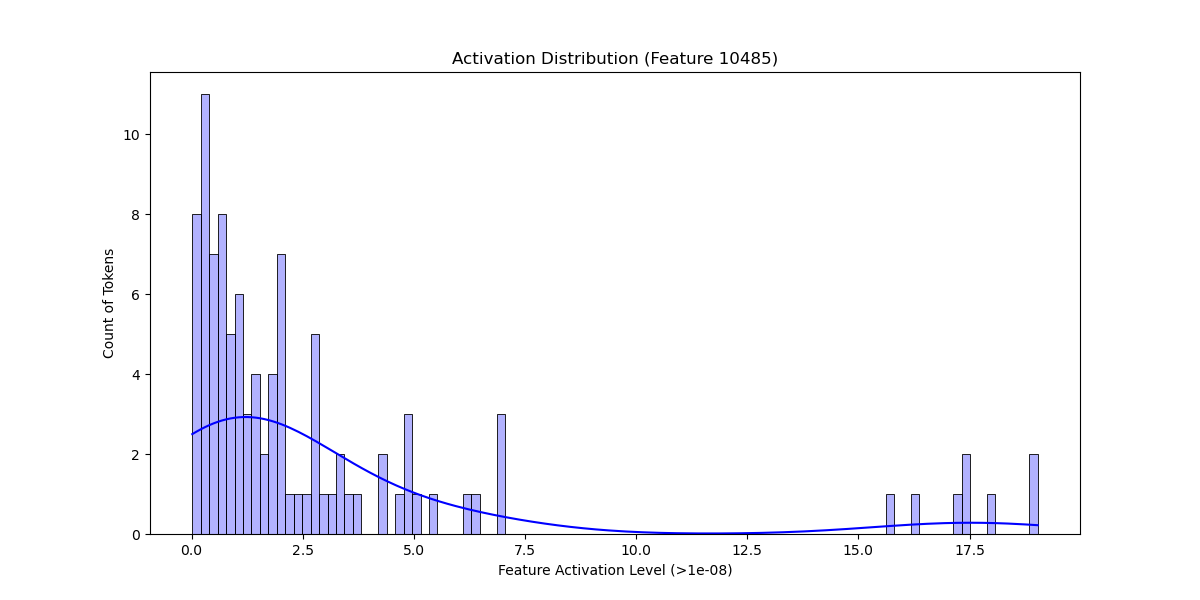 Activation Distribution (Feature 10485)
Count of Tokens
10
8
6
4
2
0
0.0 2.5 5.0 7.5 10.0 12.5 15.0 17.5
Feature Activation Level (>1e-08)